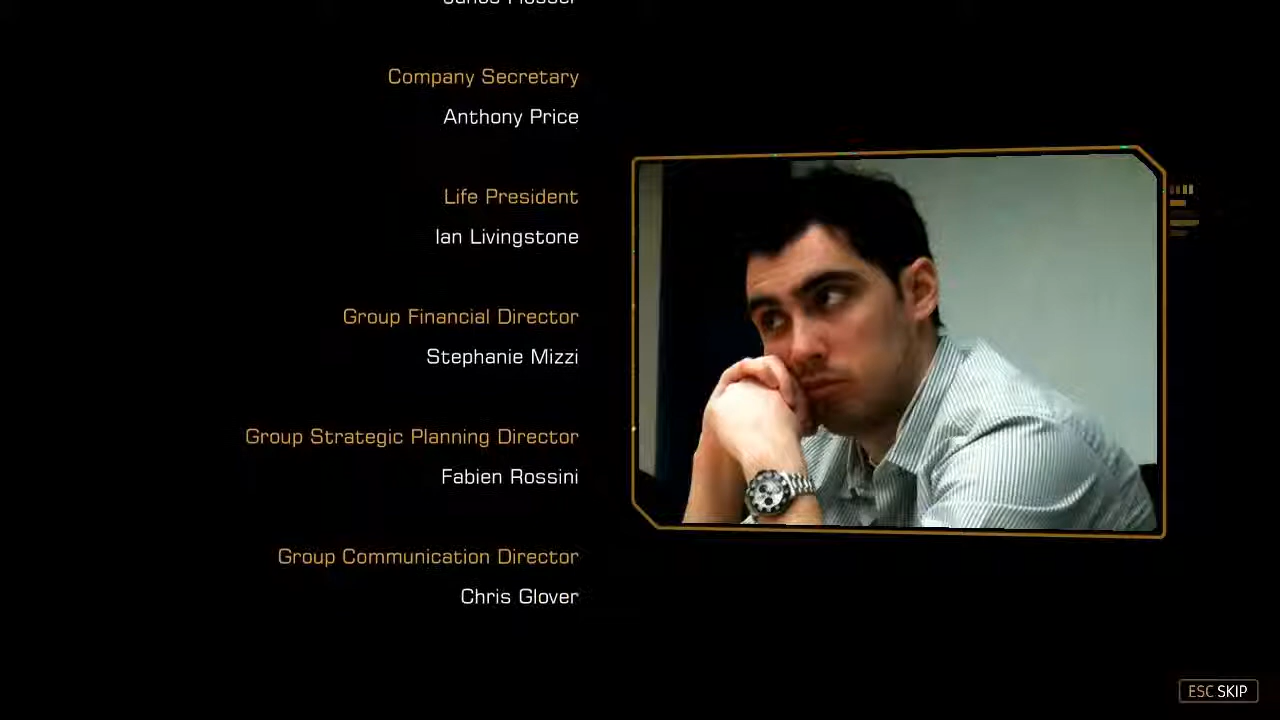 Company Secretary
Anthony Price
Life President
Ian Livingstone
Group Financial Director
Stephanie Mizzi
Group Strategic Planning Director
Fabien Rossini
Group Communication Director
Chris Glover
ESC SKIP